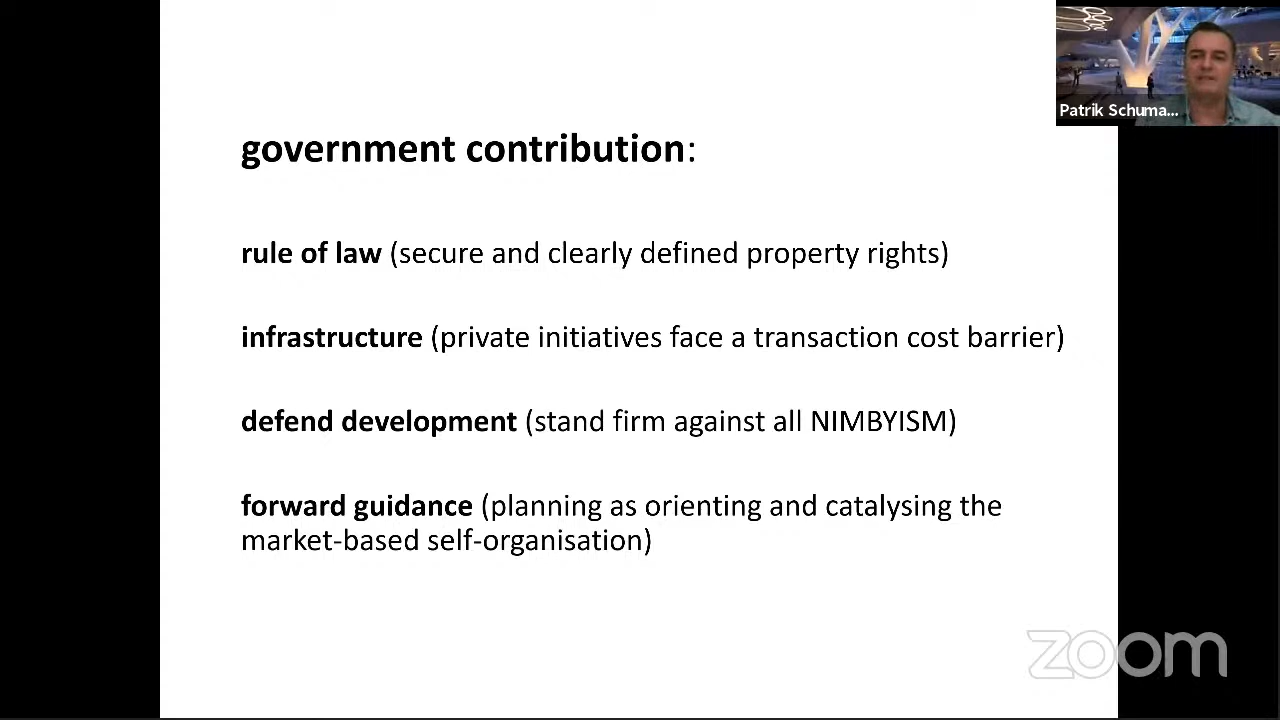 Patrik Schuma...
government contribution:
rule of law (secure and clearly defined property rights)
infrastructure (private initiatives face a transaction cost barrier)
defend development (stand firm against all NIMBYISM)
forward guidance (planning as orienting and catalysing the
market-based self-organisation)
zoom